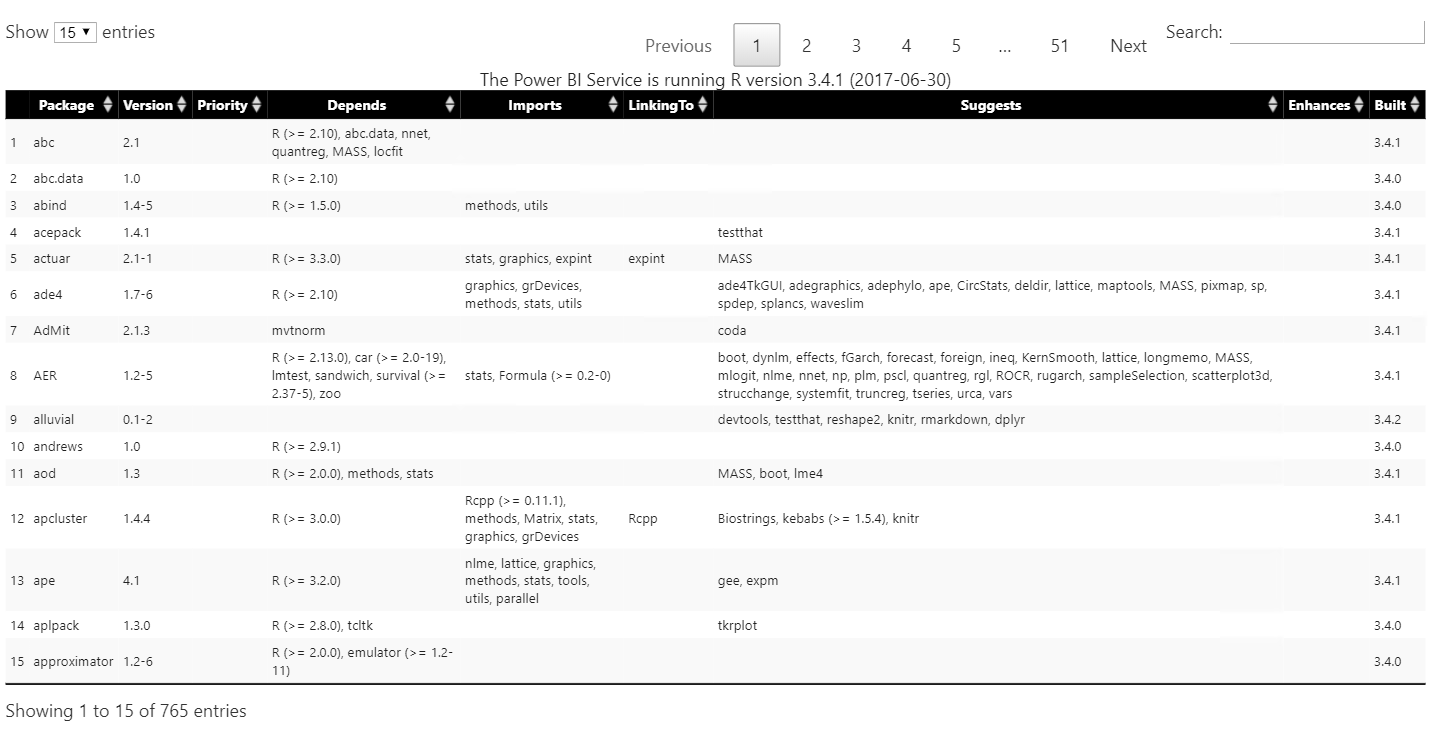 Show 15 ▼ entries
Previous 1 2 3 4 5 ... 51 Next
Search:
The Power BI Service is running R version 3.4.1 (2017-06-30)
Package Version Priority Depends Imports LinkingTo Suggests Enhances Built
1 abc 2.1 R (>= 2.10), abc.data, nnet, quantreg, MASS, locfit 3.4.1
2 abc.data 1.0 R (>= 2.10) 3.4.0
3 abind 1.4-5 R (>= 1.5.0) methods, utils 3.4.0
4 acepack 1.4.1 testthat 3.4.1
5 actuar 2.1-1 R (>= 3.3.0) stats, graphics, expint expint MASS 3.4.1
6 ade4 1.7-6 R (>= 2.10) graphics, grDevices, methods, stats, utils ade4TkGUI, adegraphics, adephylo, ape, CircStats, deldir, lattice, maptools, MASS, pixmap, sp, spdep, splancs, waveslim 3.4.1
7 AdMit 2.1.3 mvtnorm coda 3.4.1
8 AER 1.2-5 R (>= 2.13.0), car (>= 2.0-19), lmtest, sandwich, survival (>= 2.37-5), zoo stats, Formula (>= 0.2-0) boot, dynlm, effects, fGarch, forecast, foreign, ineq, KernSmooth, lattice, longmemo, MASS, mlogit, nlme, nnet, np, plm, pscl, quantreg, rgl, ROCR, rugarch, sampleSelection, scatterplot3d, strucchange, systemfit, truncreg, tseries, urca, vars 3.4.1
9 alluvial 0.1-2 devtools, testthat, reshape2, knitr, rmarkdown, dplyr 3.4.2
10 andrews 1.0 R (>= 2.9.1) 3.4.0
11 aod 1.3 R (>= 2.0.0), methods, stats MASS, boot, lme4 3.4.1
12 apcluster 1.4.4 R (>= 3.0.0) Rcpp (>= 0.11.1), methods, Matrix, stats, graphics, grDevices Rcpp Biostrings, kebabs (>= 1.5.4), knitr 3.4.1
13 ape 4.1 R (>= 3.2.0) nlme, lattice, graphics, methods, stats, tools, utils, parallel gee, expm 3.4.1
14 aplpack 1.3.0 R (>= 2.8.0), tcltk tkrplot 3.4.0
15 approximator 1.2-6 R (>= 2.0.0), emulator (>= 1.2-11) 3.4.0
Showing 1 to 15 of 765 entries